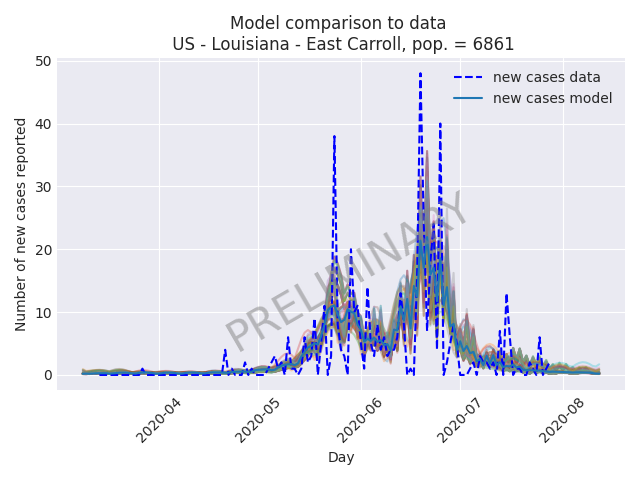 Model comparison to data
US - Louisiana - East Carroll, pop. = 6861
new cases data
new cases model
Number of new cases reported
50
40
30
20
10
0
PRELIMINARY
2020-04
2020-05
2020-06
2020-07
2020-08
Day